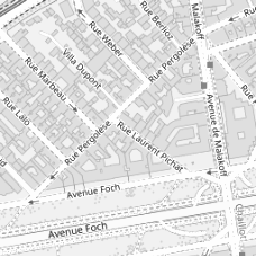 Rue Weber
Rue Bernoz
Malakoff
Villa Dupont
Rue Pergolèse
Rue Marbeau
Rue Lalo
Avenue de Malakoff
Rue Pergolèse
Rue Laurent Pichat
Avenue Foch
Avenue Foch